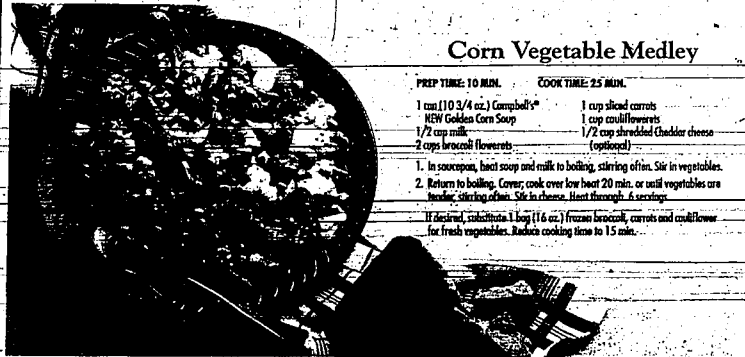 Corn Vegetable Medley
PREP TIME: 10 MIN. COOK TIME: 25 MIN.
1 can (10 3/4 oz.) Campbell's®
NEW Golden Corn Soup
1/2 cup milk
2 cups broccoli flowerets
1 cup sliced carrots
1 cup cauliflowerets
1/2 cup shredded Cheddar cheese
(optional)
1. In saucepan, heat soup and milk to boiling, stirring often. Stir in vegetables.
2. Return to boiling. Cover; cook over low heat 20 min. or until vegetables are
tender, stirring often. Stir in cheese. Heat through. 6 servings
If desired, substitute 1 bag (16 oz.) frozen broccoli, carrots and cauliflower
for fresh vegetables. Reduce cooking time to 15 min.